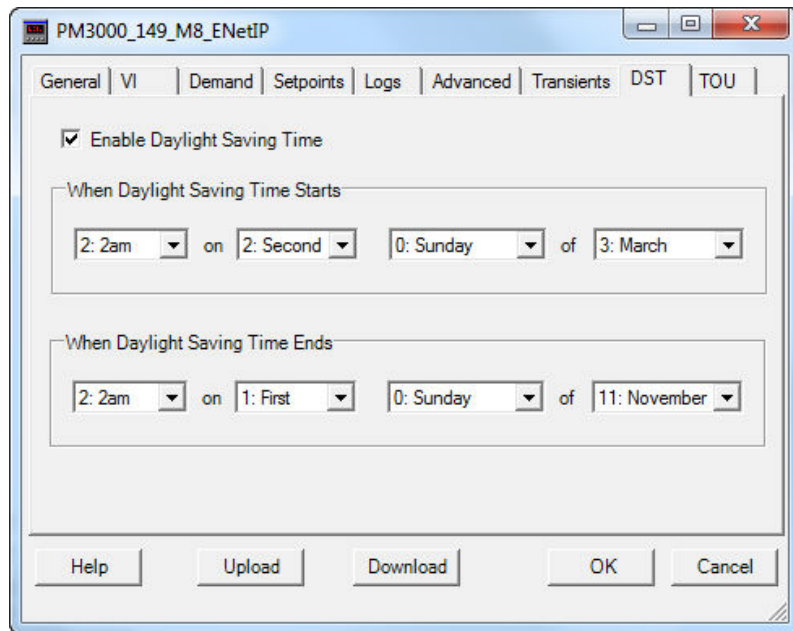 PM3000_149_M8_ENetIP
General VI Demand Setpoints Logs Advanced Transients DST TOU
Enable Daylight Saving Time
When Daylight Saving Time Starts
2: 2am on 2: Second 0: Sunday of 3: March
When Daylight Saving Time Ends
2: 2am on 1: First 0: Sunday of 11: November
Help Upload Download OK Cancel